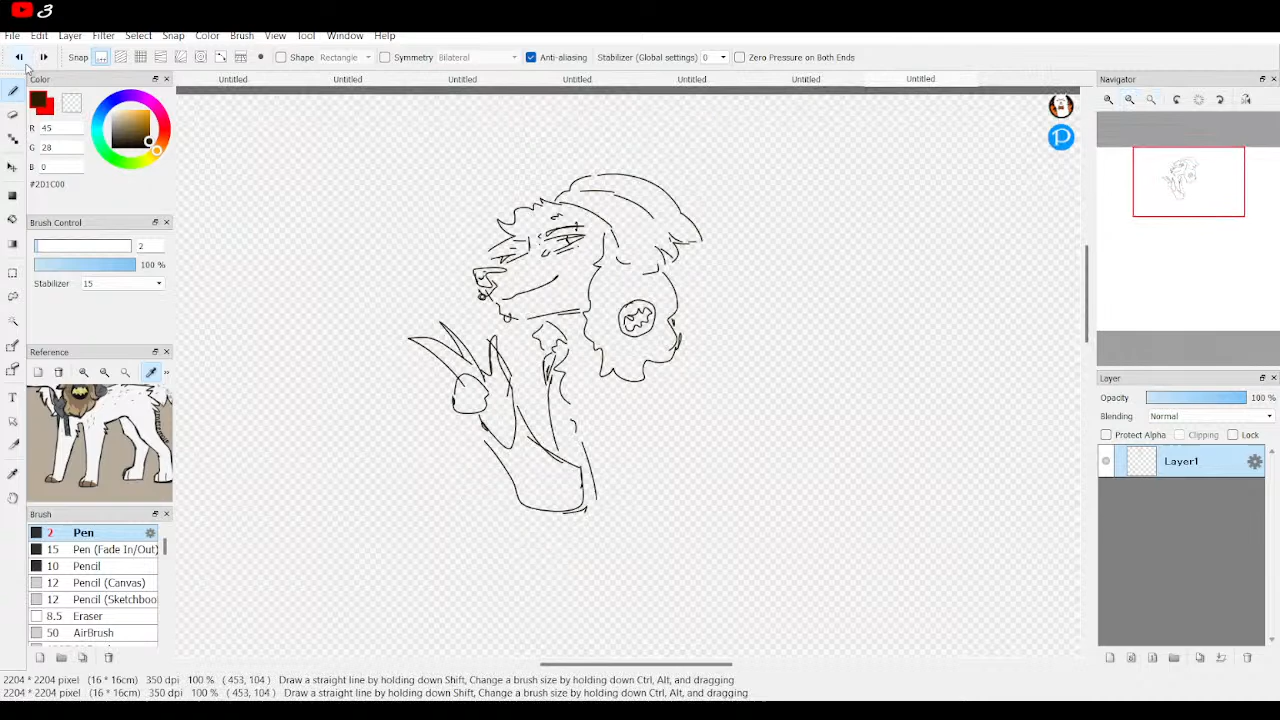 3
File Edit Layer Filter Select Snap Color Brush View Tool Window Help
Snap Shape Rectangle Symmetry Bilateral Anti-aliasing Stabilizer (Global settings) 0 Zero Pressure on Both Ends
Color
Untitled Untitled Untitled Untitled Untitled Untitled Untitled
Navigator
R 45
G 28
B 0
#2D1C00
Brush Control
2
100 %
Stabilizer 15
Reference
Brush
2 Pen
15 Pen (Fade In/Out)
10 Pencil
12 Pencil (Canvas)
12 Pencil (Sketchboo
8.5 Eraser
50 AirBrush
T
P
Layer
Opacity 100 %
Blending Normal
Protect Alpha Clipping Lock
Layer1
2204 * 2204 pixel (16 * 16cm) 350 dpi 100 % ( 453, 104 ) Draw a straight line by holding down Shift, Change a brush size by holding down Ctrl, Alt, and dragging
2204 * 2204 pixel (16 * 16cm) 350 dpi 100 % ( 453, 104 ) Draw a straight line by holding down Shift, Change a brush size by holding down Ctrl, Alt, and dragging